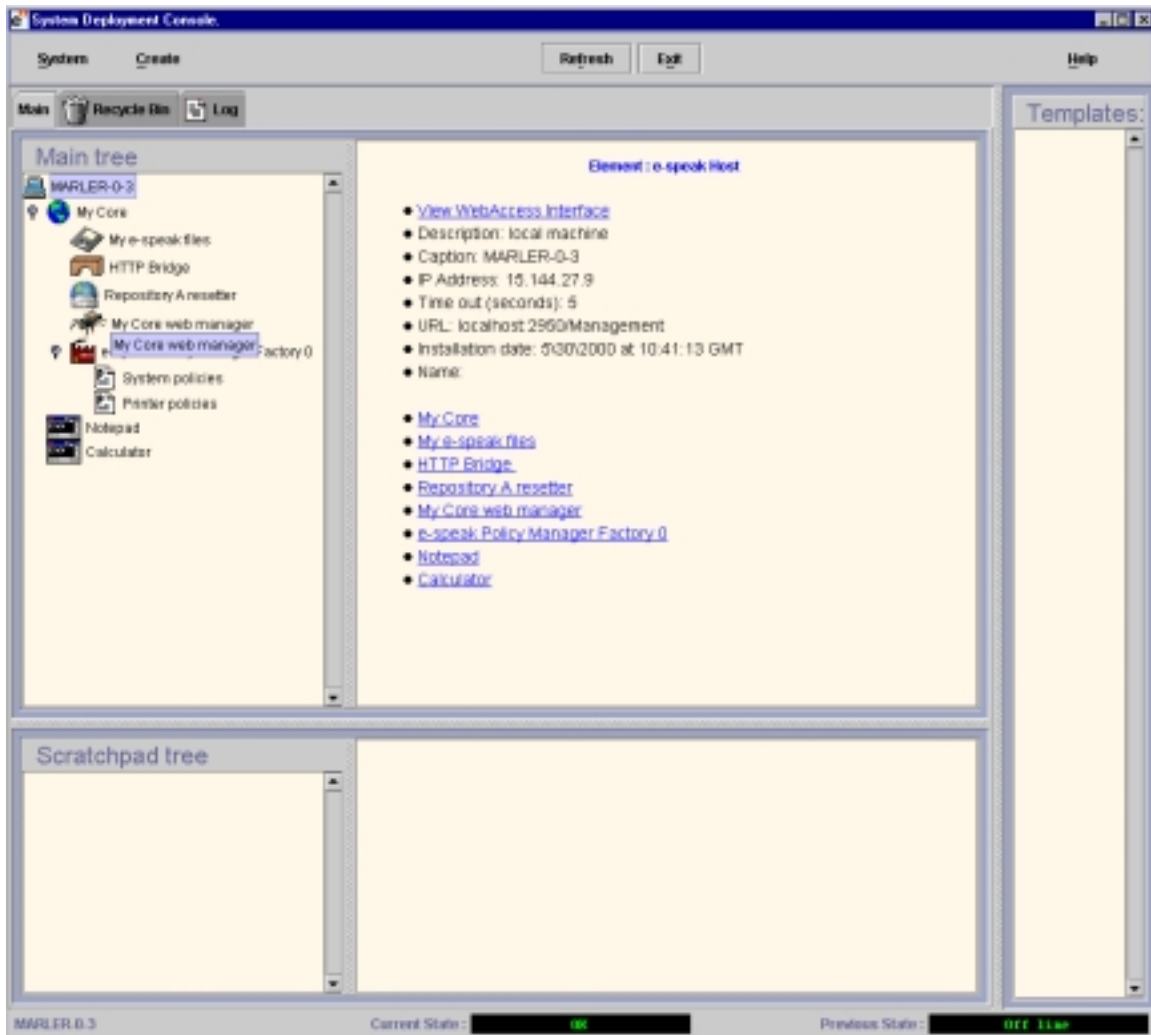 System Deployment Console.
System Create Refresh Exit Help
Main Recycle Bin Log
Templates:
Main tree
MARLER-0-3
My Core
My e-speak files
HTTP Bridge
Repository A resetter
My Core web manager
My Core web manager
e- Factory 0
System policies
Printer policies
Notepad
Calculator
Element : e-speak Host
View WebAccess Interface
Description: local machine
Caption: MARLER-0-3
IP Address: 15.144.27.9
Time out (seconds): 5
URL: localhost:2950/Management
Installation date: 5\30\2000 at 10:41:13 GMT
Name:
My Core
My e-speak files
HTTP Bridge
Repository A resetter
My Core web manager
e-speak Policy Manager Factory 0
Notepad
Calculator
Scratchpad tree
MARLER-0-3 Current State : OK Previous State : Off line